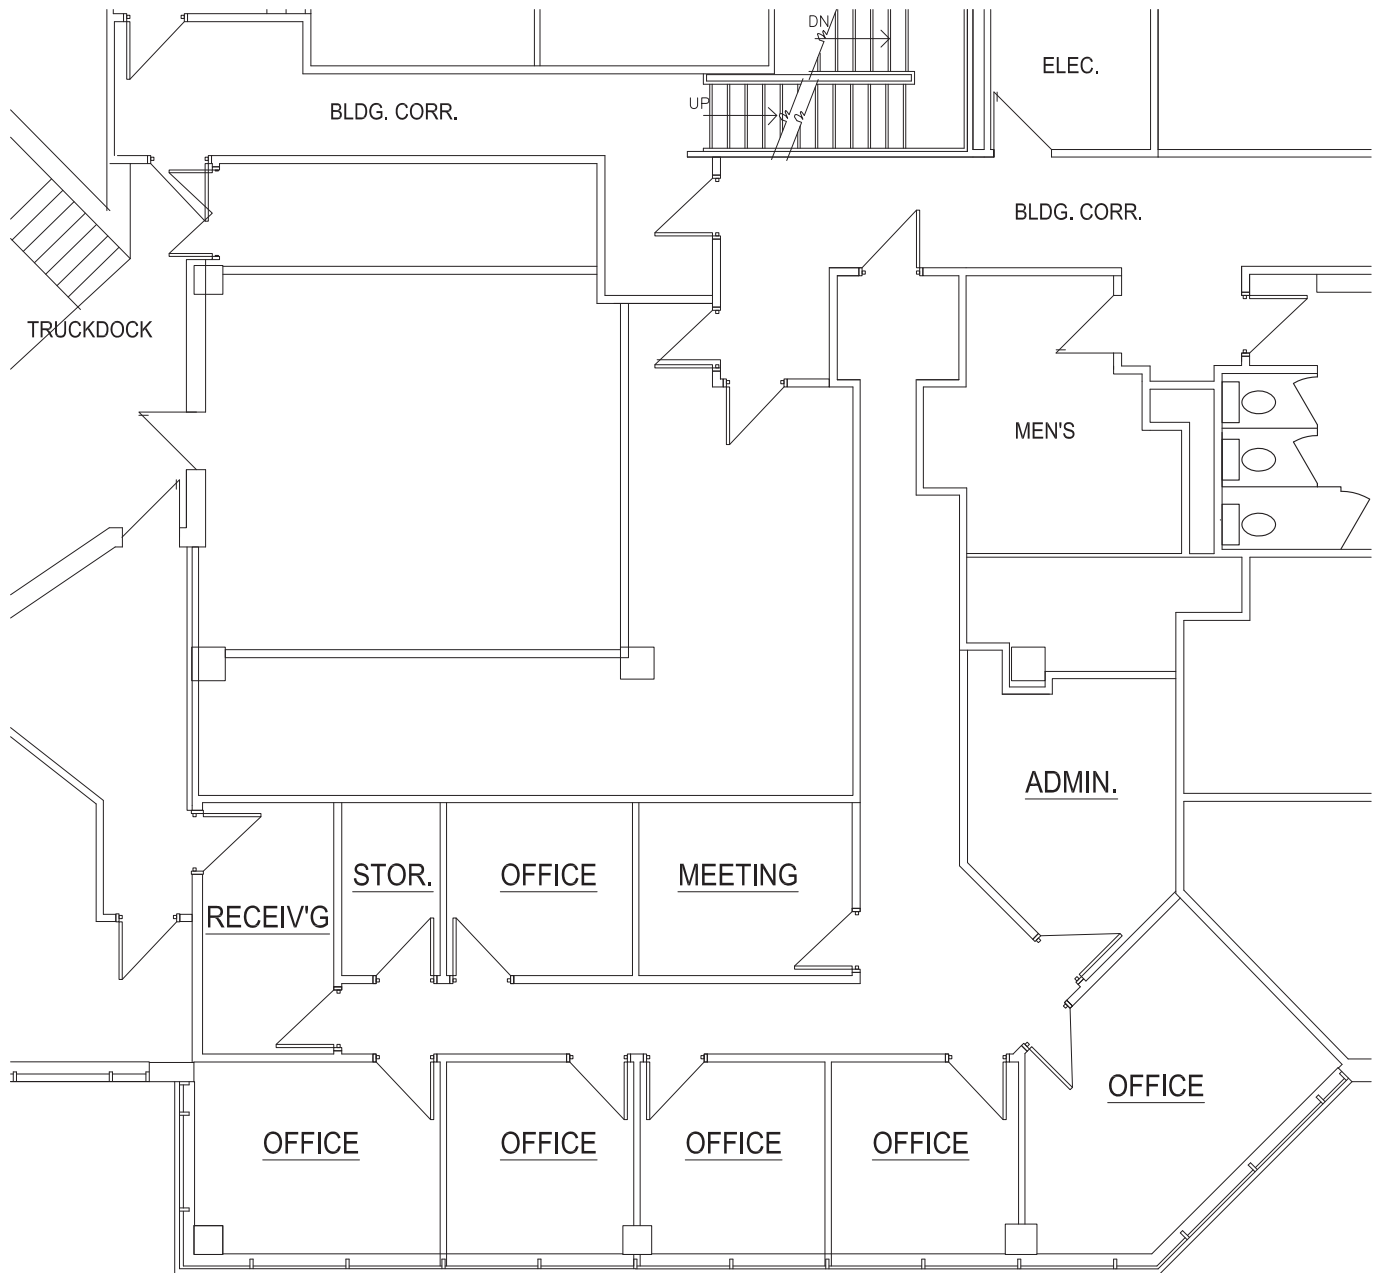 DN
ELEC.
UP
BLDG. CORR.
BLDG. CORR.
TRUCKDOCK
MEN'S
ADMIN.
STOR.
OFFICE
MEETING
RECEIV'G
OFFICE
OFFICE
OFFICE
OFFICE
OFFICE